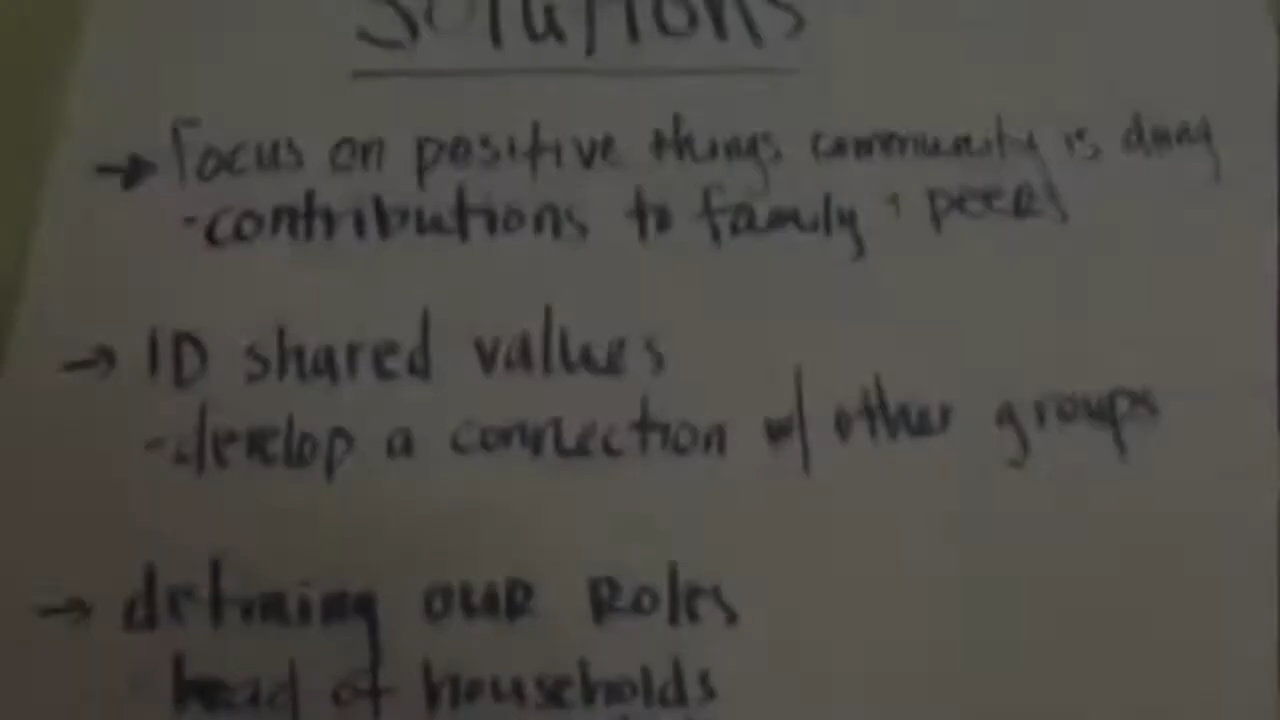 Solutions
→ Focus on positive things community is doing
- contributions to family + peers
→ ID shared values
- develop a connection w/ other groups
→ defining OUR Roles
head of households